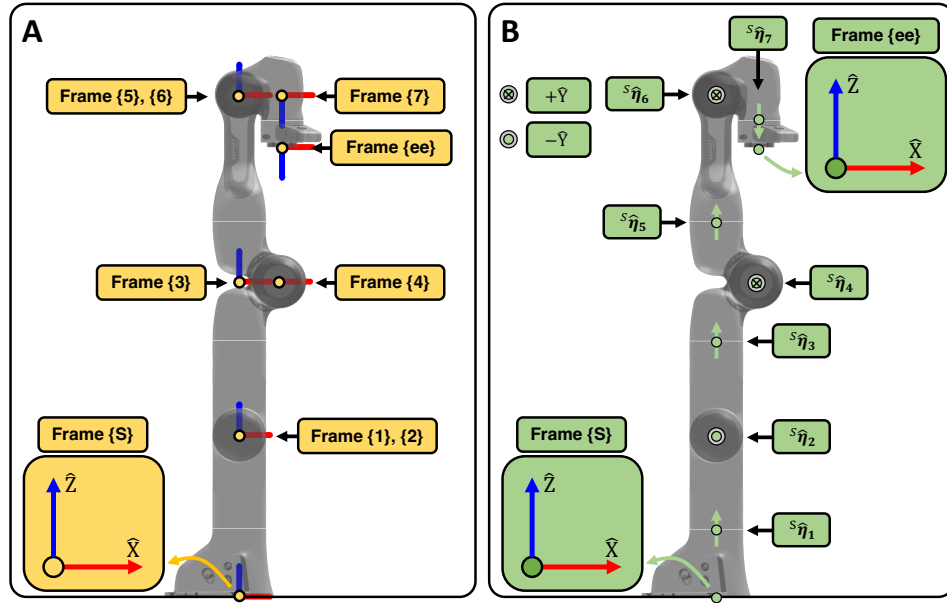 A
Frame {5}, {6}
Frame {7}
Frame {ee}
Frame {3}
Frame {4}
Frame {1}, {2}
Frame {S}
Ẑ
X̂
B
+Ŷ
−Ŷ
ˢη̂₇
ˢη̂₆
Frame {ee}
Ẑ
X̂
ˢη̂₅
ˢη̂₄
ˢη̂₃
ˢη̂₂
ˢη̂₁
Frame {S}
Ẑ
X̂